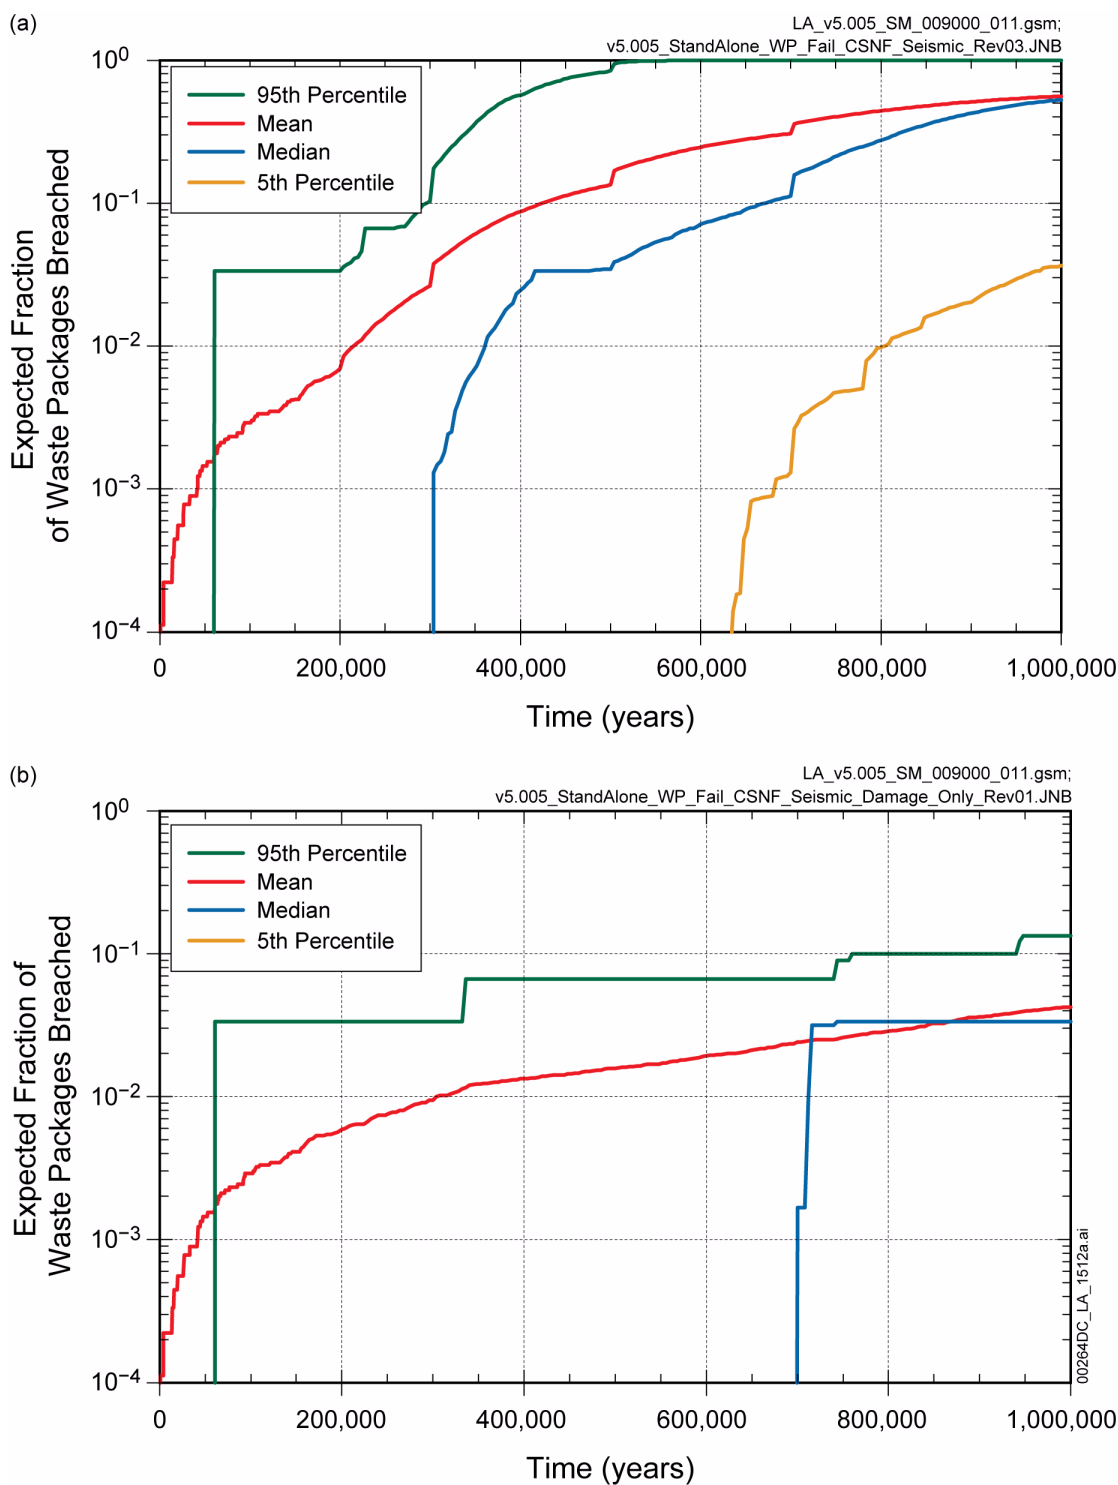 (a)
LA_v5.005_SM_009000_011.gsm;
v5.005_StandAlone_WP_Fail_CSNF_Seismic_Rev03.JNB
95th Percentile
Mean
Median
5th Percentile
Expected Fraction
of Waste Packages Breached
10⁰
10⁻¹
10⁻²
10⁻³
10⁻⁴
0 200,000 400,000 600,000 800,000 1,000,000
Time (years)
(b)
LA_v5.005_SM_009000_011.gsm;
v5.005_StandAlone_WP_Fail_CSNF_Seismic_Damage_Only_Rev01.JNB
95th Percentile
Mean
Median
5th Percentile
Expected Fraction of
Waste Packages Breached
10⁰
10⁻¹
10⁻²
10⁻³
10⁻⁴
0 200,000 400,000 600,000 800,000 1,000,000
Time (years)
00264DC_LA_1512a.ai